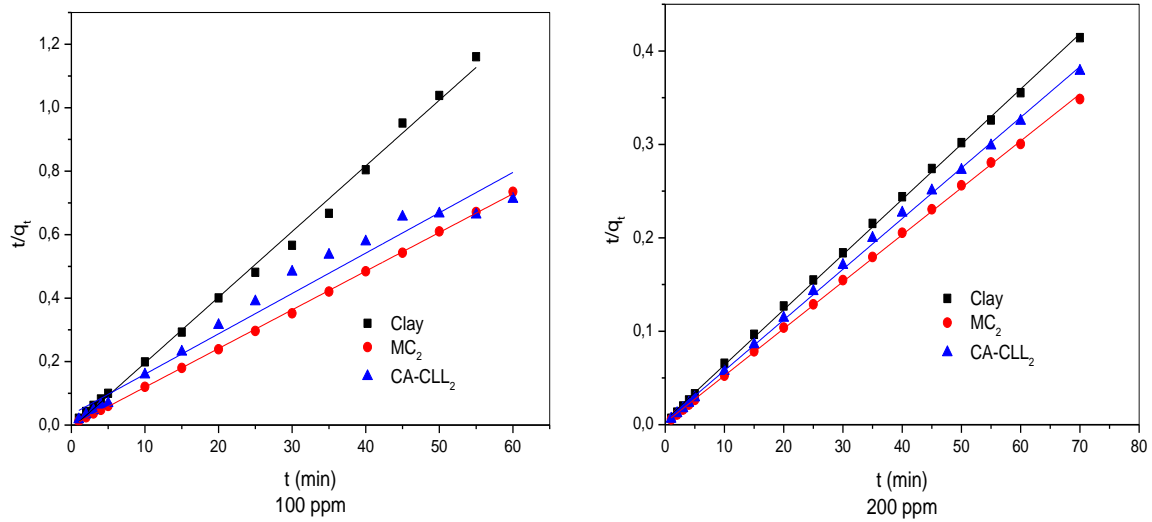 1,2
1,0
0,8
0,6
0,4
0,2
0,0
t/q_t
0 10 20 30 40 50 60
t (min)
100 ppm
Clay
MC₂
CA-CLL₂
0,4
0,3
0,2
0,1
0,0
t/q_t
0 10 20 30 40 50 60 70 80
t (min)
200 ppm
Clay
MC₂
CA-CLL₂